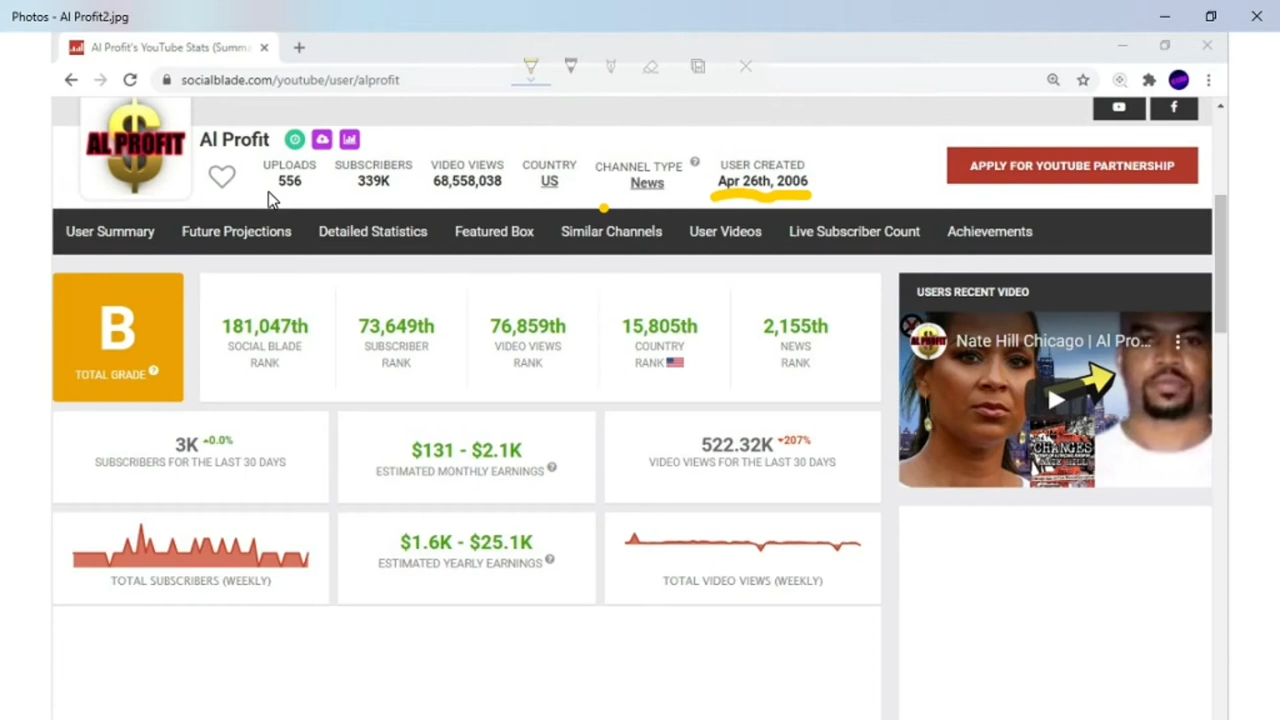 Photos - Al Profit2.jpg
Al Profit's YouTube Stats (Summa
socialblade.com/youtube/user/alprofit
AL PROFIT
Al Profit
UPLOADS
556
SUBSCRIBERS
339K
VIDEO VIEWS
68,558,038
COUNTRY
US
CHANNEL TYPE
News
USER CREATED
Apr 26th, 2006
APPLY FOR YOUTUBE PARTNERSHIP
User Summary Future Projections Detailed Statistics Featured Box Similar Channels User Videos Live Subscriber Count Achievements
B
TOTAL GRADE
181,047th
SOCIAL BLADE
RANK
73,649th
SUBSCRIBER
RANK
76,859th
VIDEO VIEWS
RANK
15,805th
COUNTRY
RANK
2,155th
NEWS
RANK
USERS RECENT VIDEO
AL PROFIT
Nate Hill Chicago | Al Pro...
CHANGES
NATE HILL
3K +0.0%
SUBSCRIBERS FOR THE LAST 30 DAYS
$131 - $2.1K
ESTIMATED MONTHLY EARNINGS
522.32K 207%
VIDEO VIEWS FOR THE LAST 30 DAYS
TOTAL SUBSCRIBERS (WEEKLY)
$1.6K - $25.1K
ESTIMATED YEARLY EARNINGS
TOTAL VIDEO VIEWS (WEEKLY)